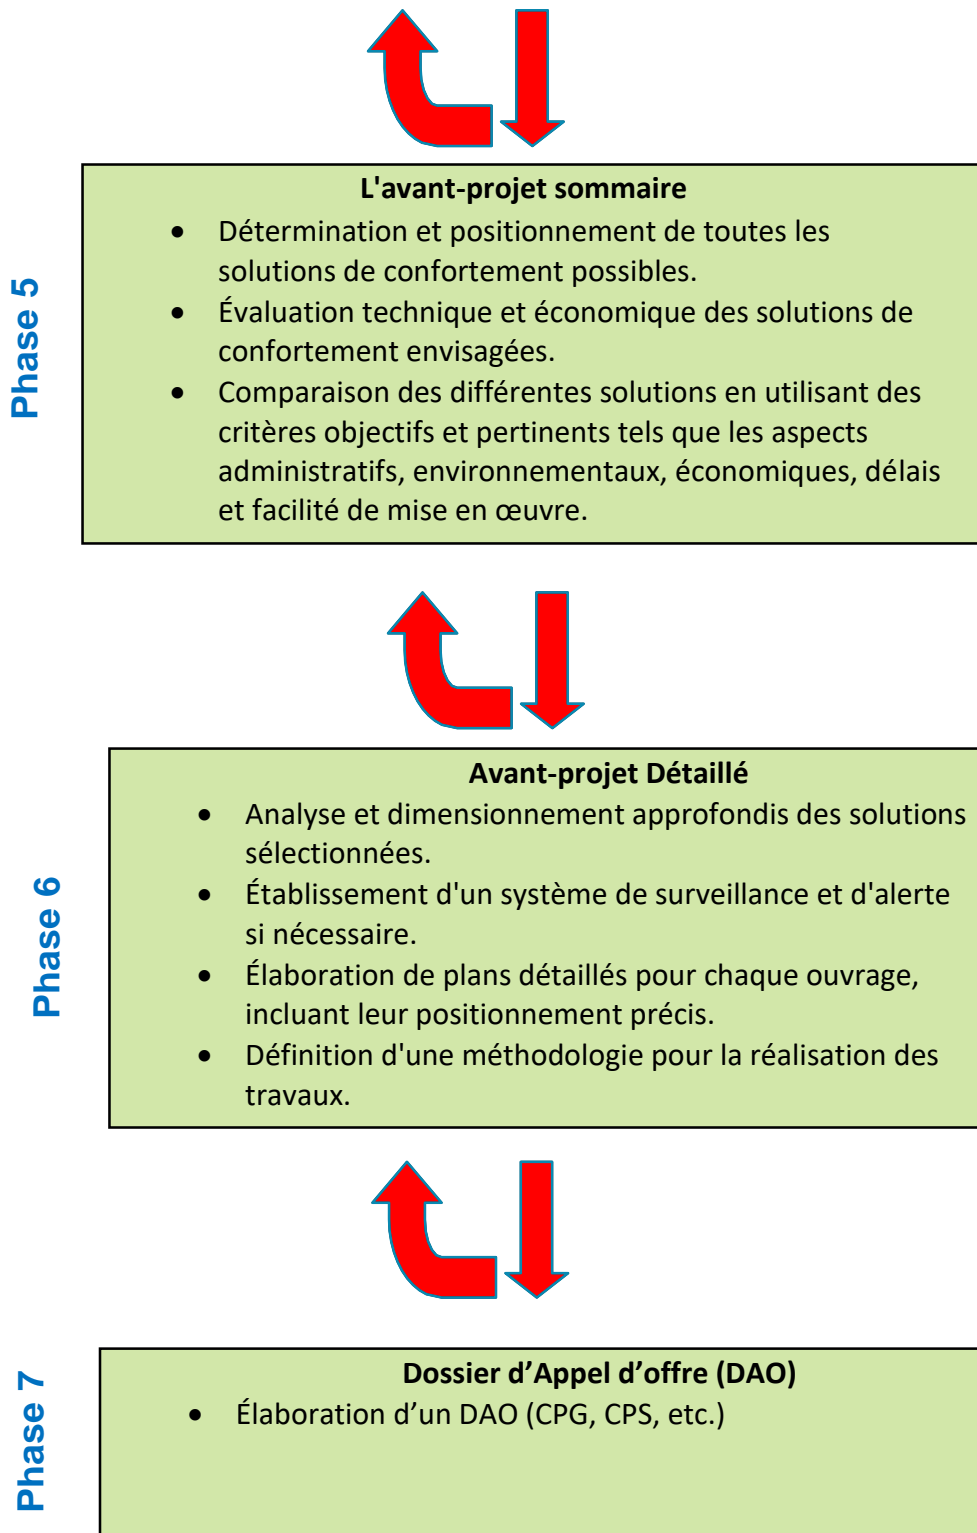 Phase 5
L'avant-projet sommaire
• Détermination et positionnement de toutes les
solutions de confortement possibles.
• Évaluation technique et économique des solutions de
confortement envisagées.
• Comparaison des différentes solutions en utilisant des
critères objectifs et pertinents tels que les aspects
administratifs, environnementaux, économiques, délais
et facilité de mise en œuvre.
Phase 6
Avant-projet Détaillé
• Analyse et dimensionnement approfondis des solutions
sélectionnées.
• Établissement d'un système de surveillance et d'alerte
si nécessaire.
• Élaboration de plans détaillés pour chaque ouvrage,
incluant leur positionnement précis.
• Définition d'une méthodologie pour la réalisation des
travaux.
Phase 7
Dossier d’Appel d’offre (DAO)
• Élaboration d’un DAO (CPG, CPS, etc.)